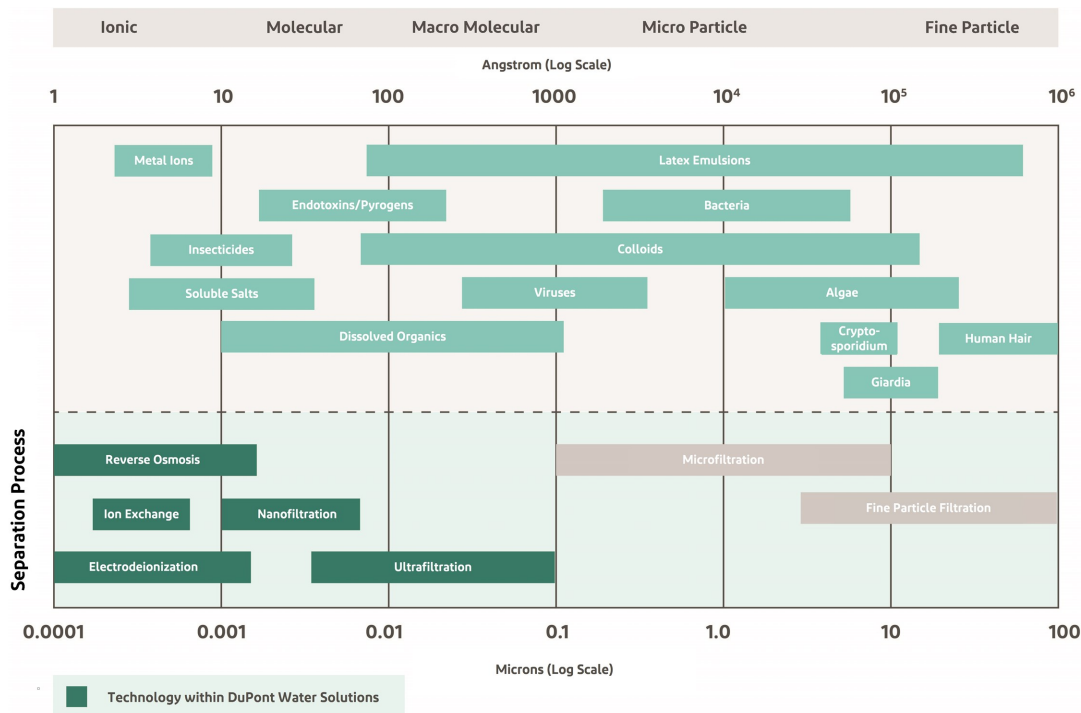 Ionic Molecular Macro Molecular Micro Particle Fine Particle
Angstrom (Log Scale)
1 10 100 1000 10⁴ 10⁵ 10⁶
Metal Ions Latex Emulsions
Endotoxins/Pyrogens Bacteria
Insecticides Colloids
Soluble Salts Viruses Algae
Dissolved Organics Crypto-
sporidium Human Hair
Giardia
Separation Process
Reverse Osmosis Microfiltration
Ion Exchange Nanofiltration Fine Particle Filtration
Electrodeionization Ultrafiltration
0.0001 0.001 0.01 0.1 1.0 10 100
Microns (Log Scale)
Technology within DuPont Water Solutions